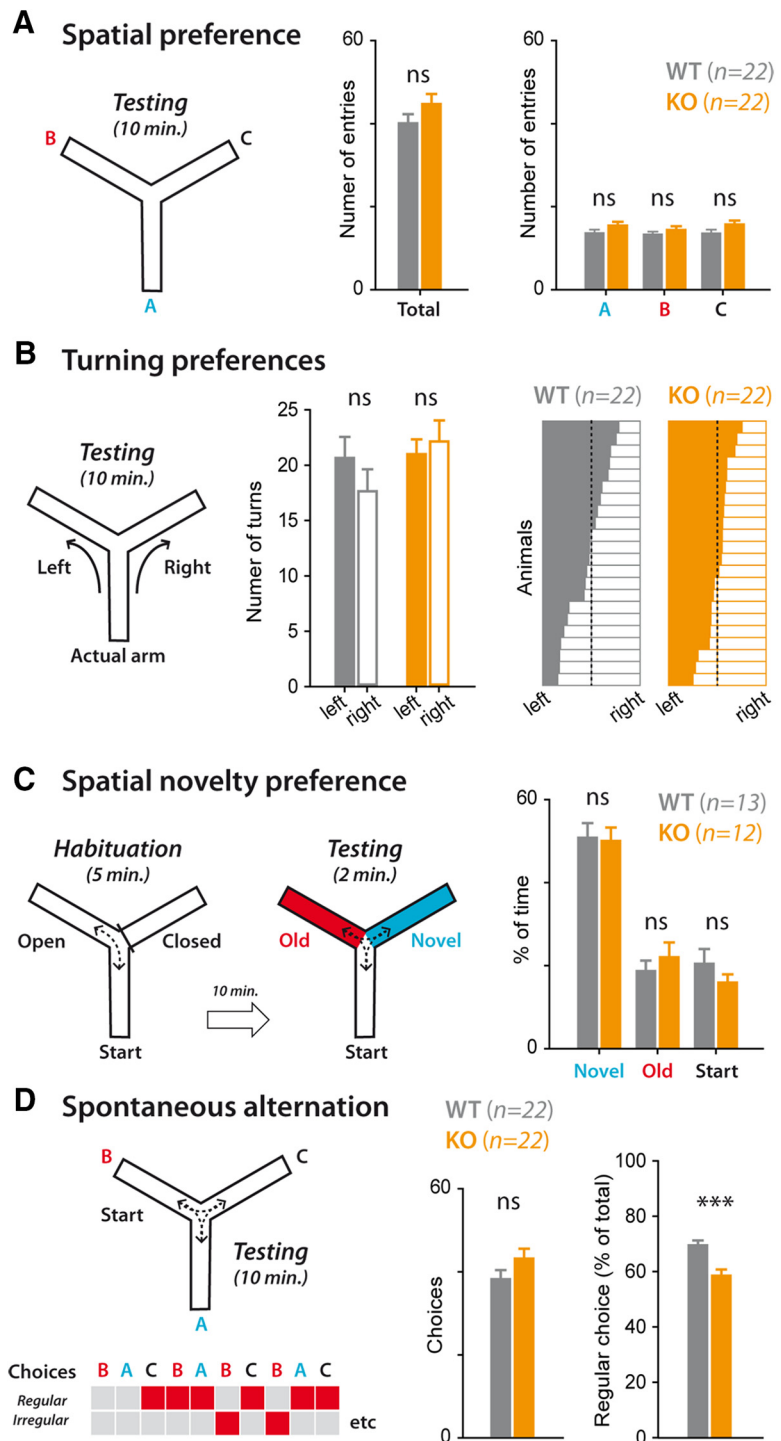 A Spatial preference
Testing
(10 min.)
B
C
A
Numer of entries
60
0
ns
Total
Number of entries
60
0
WT (n=22)
KO (n=22)
ns ns ns
A B C
B Turning preferences
Testing
(10 min.)
Left
Right
Actual arm
Numer of turns
25
20
15
10
5
0
ns ns
left right left right
WT (n=22) KO (n=22)
Animals
left right left right
C Spatial novelty preference
Habituation
(5 min.)
Open
Closed
Start
10 min.
Testing
(2 min.)
Old
Novel
Start
% of time
60
0
WT (n=13)
KO (n=12)
ns
ns ns
Novel Old Start
D Spontaneous alternation
B
C
Start
Testing
(10 min.)
A
Choices B A C B A B C B A C
Regular
Irregular
etc
WT (n=22)
KO (n=22)
Choices
60
0
ns
Regular choice (% of total)
100
80
60
40
20
0
***